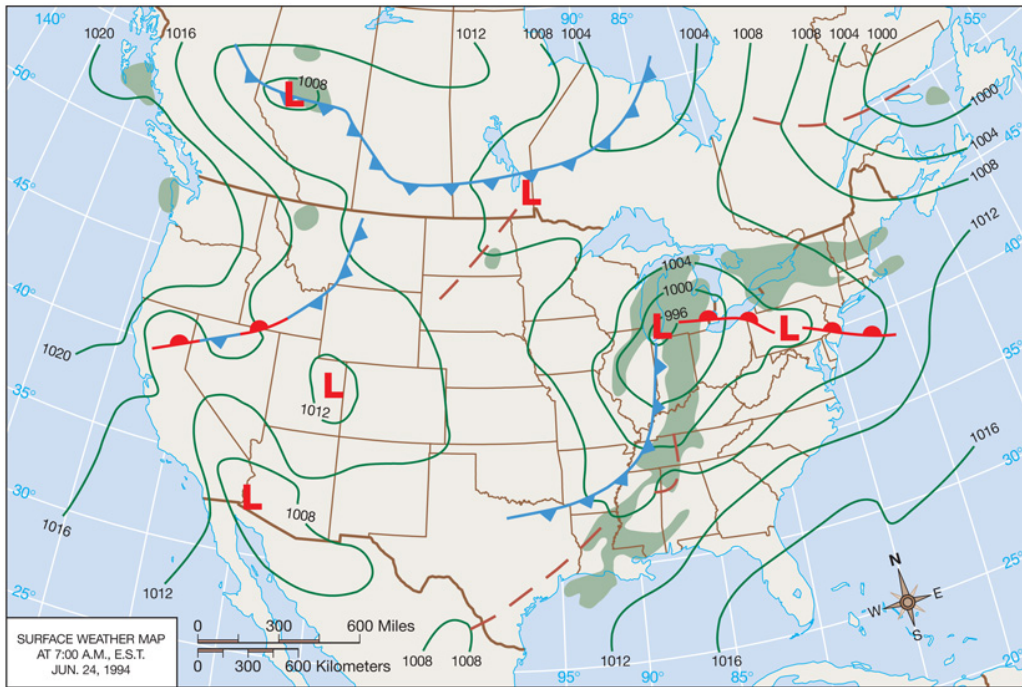 140° 1020 1016 1012 1008 90° 1004 85° 1004 1008 1008 1004 1000 55°
50°
1008
L
1000
1004
50°
45°
L
1008
45°
1012
40°
1004
40°
1000
996
L
L
1020
35°
35°
L
1012
1016
30°
30°
L
1008
1016
25°
1012
N
W E
S
25°
SURFACE WEATHER MAP
AT 7:00 A.M., E.S.T.
JUN. 24, 1994
0 300 600 Miles
0 300 600 Kilometers
1008 1008
1012 1016
95° 90° 85°
20°